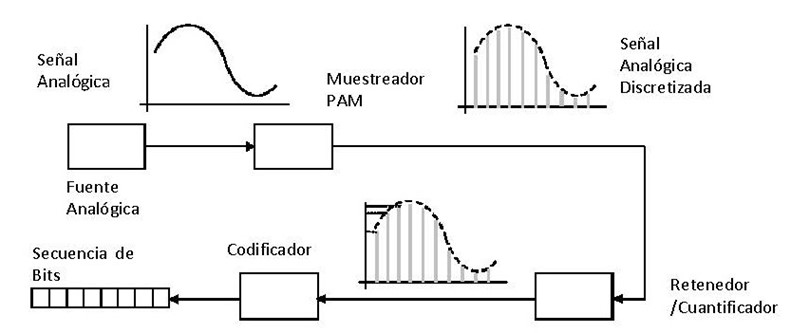 Señal
Analógica
Muestreador
PAM
Señal
Analógica
Discretizada
Fuente
Analógica
Secuencia de
Bits
Codificador
Retenedor
/Cuantificador